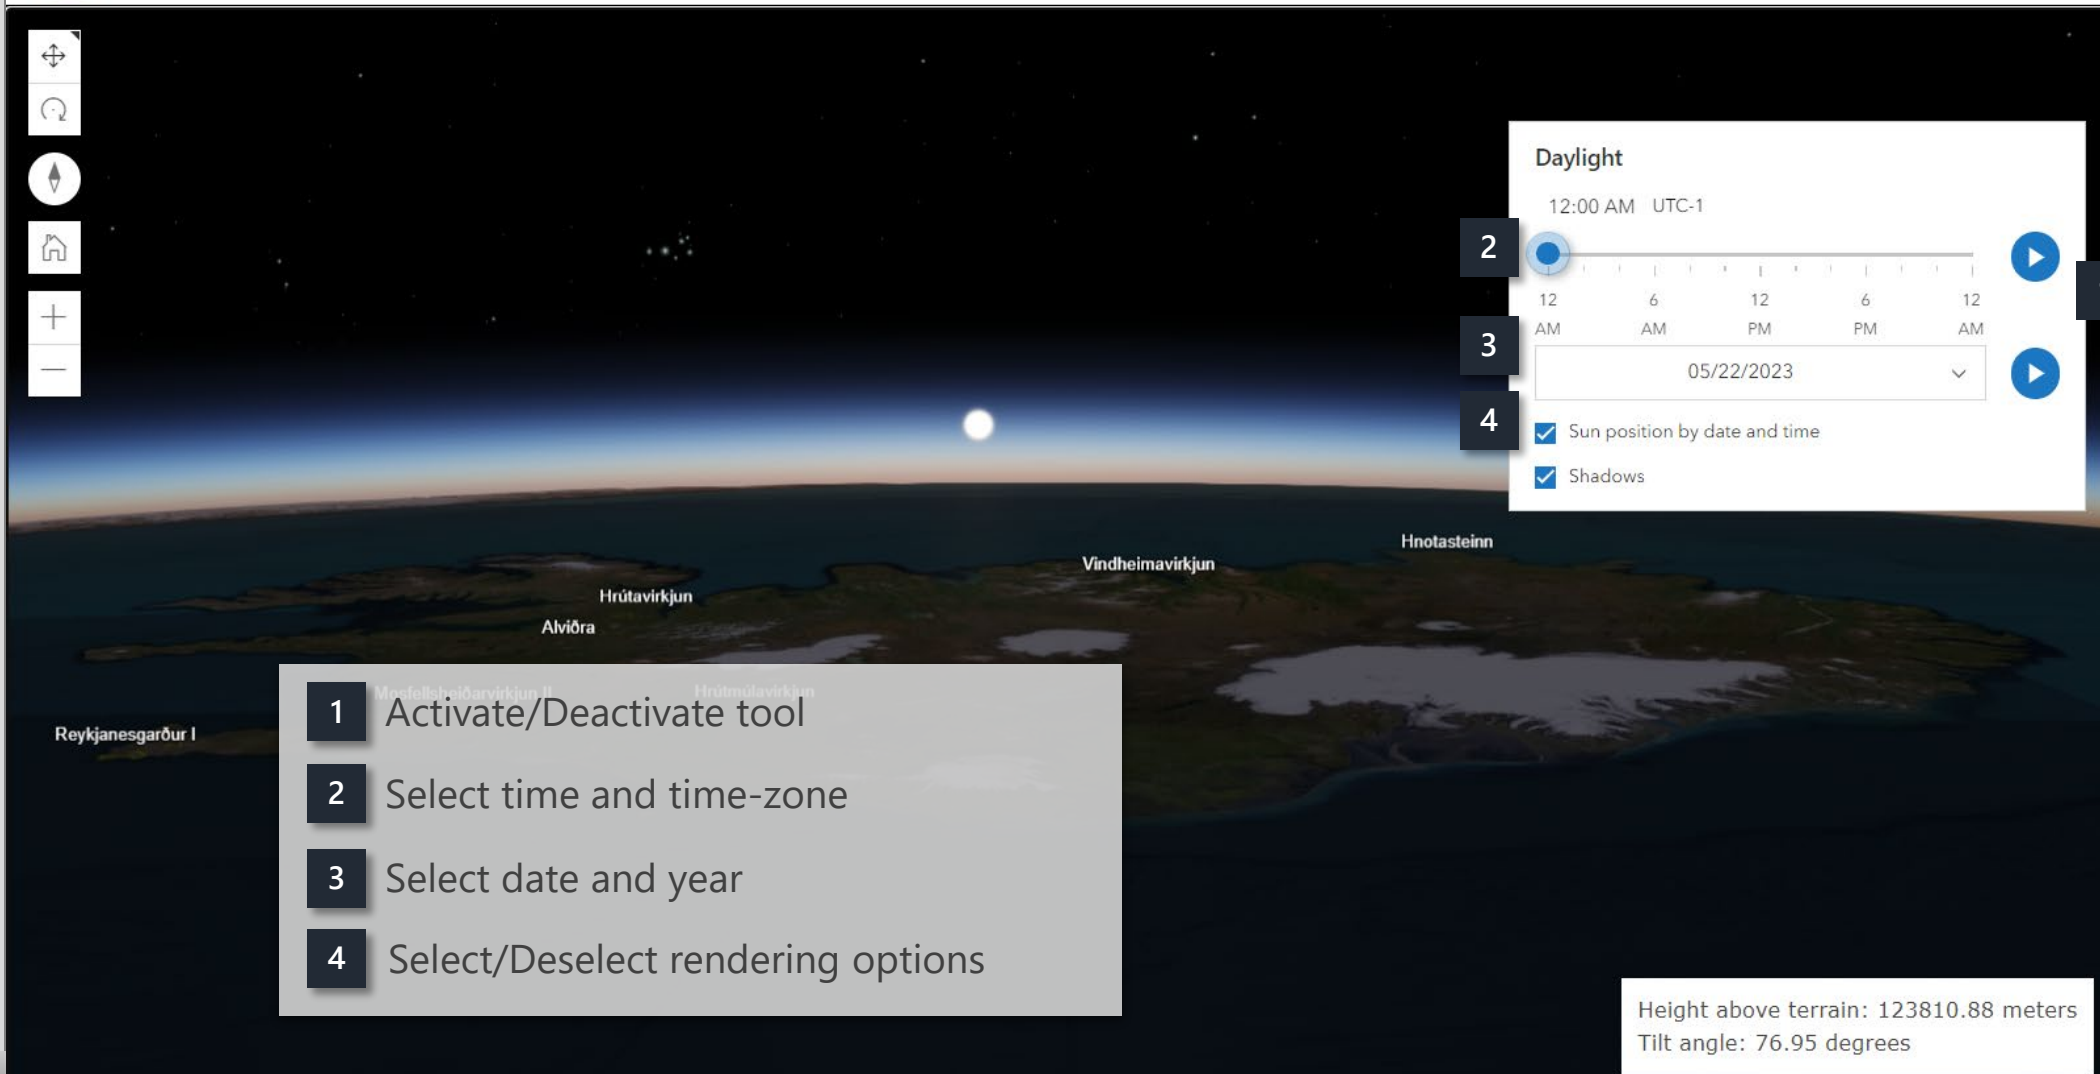 Daylight
12:00 AM UTC-1
2
12 6 12 6 12
AM AM PM PM AM
3
05/22/2023
4
Sun position by date and time
Shadows
Hnotasteinn
Vindheimavirkjun
Hrútavirkjun
Alviðra
Mosfellsheiðarvirkjun II Hrútmúlavirkjun
1 Activate/Deactivate tool
Reykjanesgarður I
2 Select time and time-zone
3 Select date and year
4 Select/Deselect rendering options
Height above terrain: 123810.88 meters
Tilt angle: 76.95 degrees